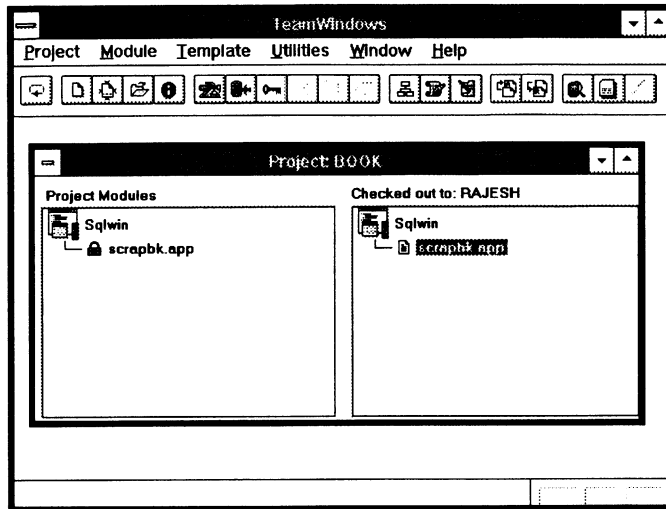 TeamWindows
Project Module Template Utilities Window Help
Project: BOOK
Project Modules
Checked out to: RAJESH
Sqlwin
scrapbk.app
Sqlwin
scrapbk.app